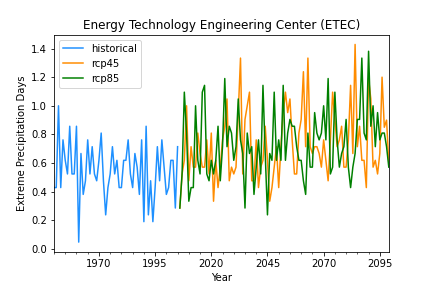 Energy Technology Engineering Center (ETEC)
historical
rcp45
rcp85
Extreme Precipitation Days
1.4
1.2
1.0
0.8
0.6
0.4
0.2
0.0
1970 1995 2020 2045 2070 2095
Year